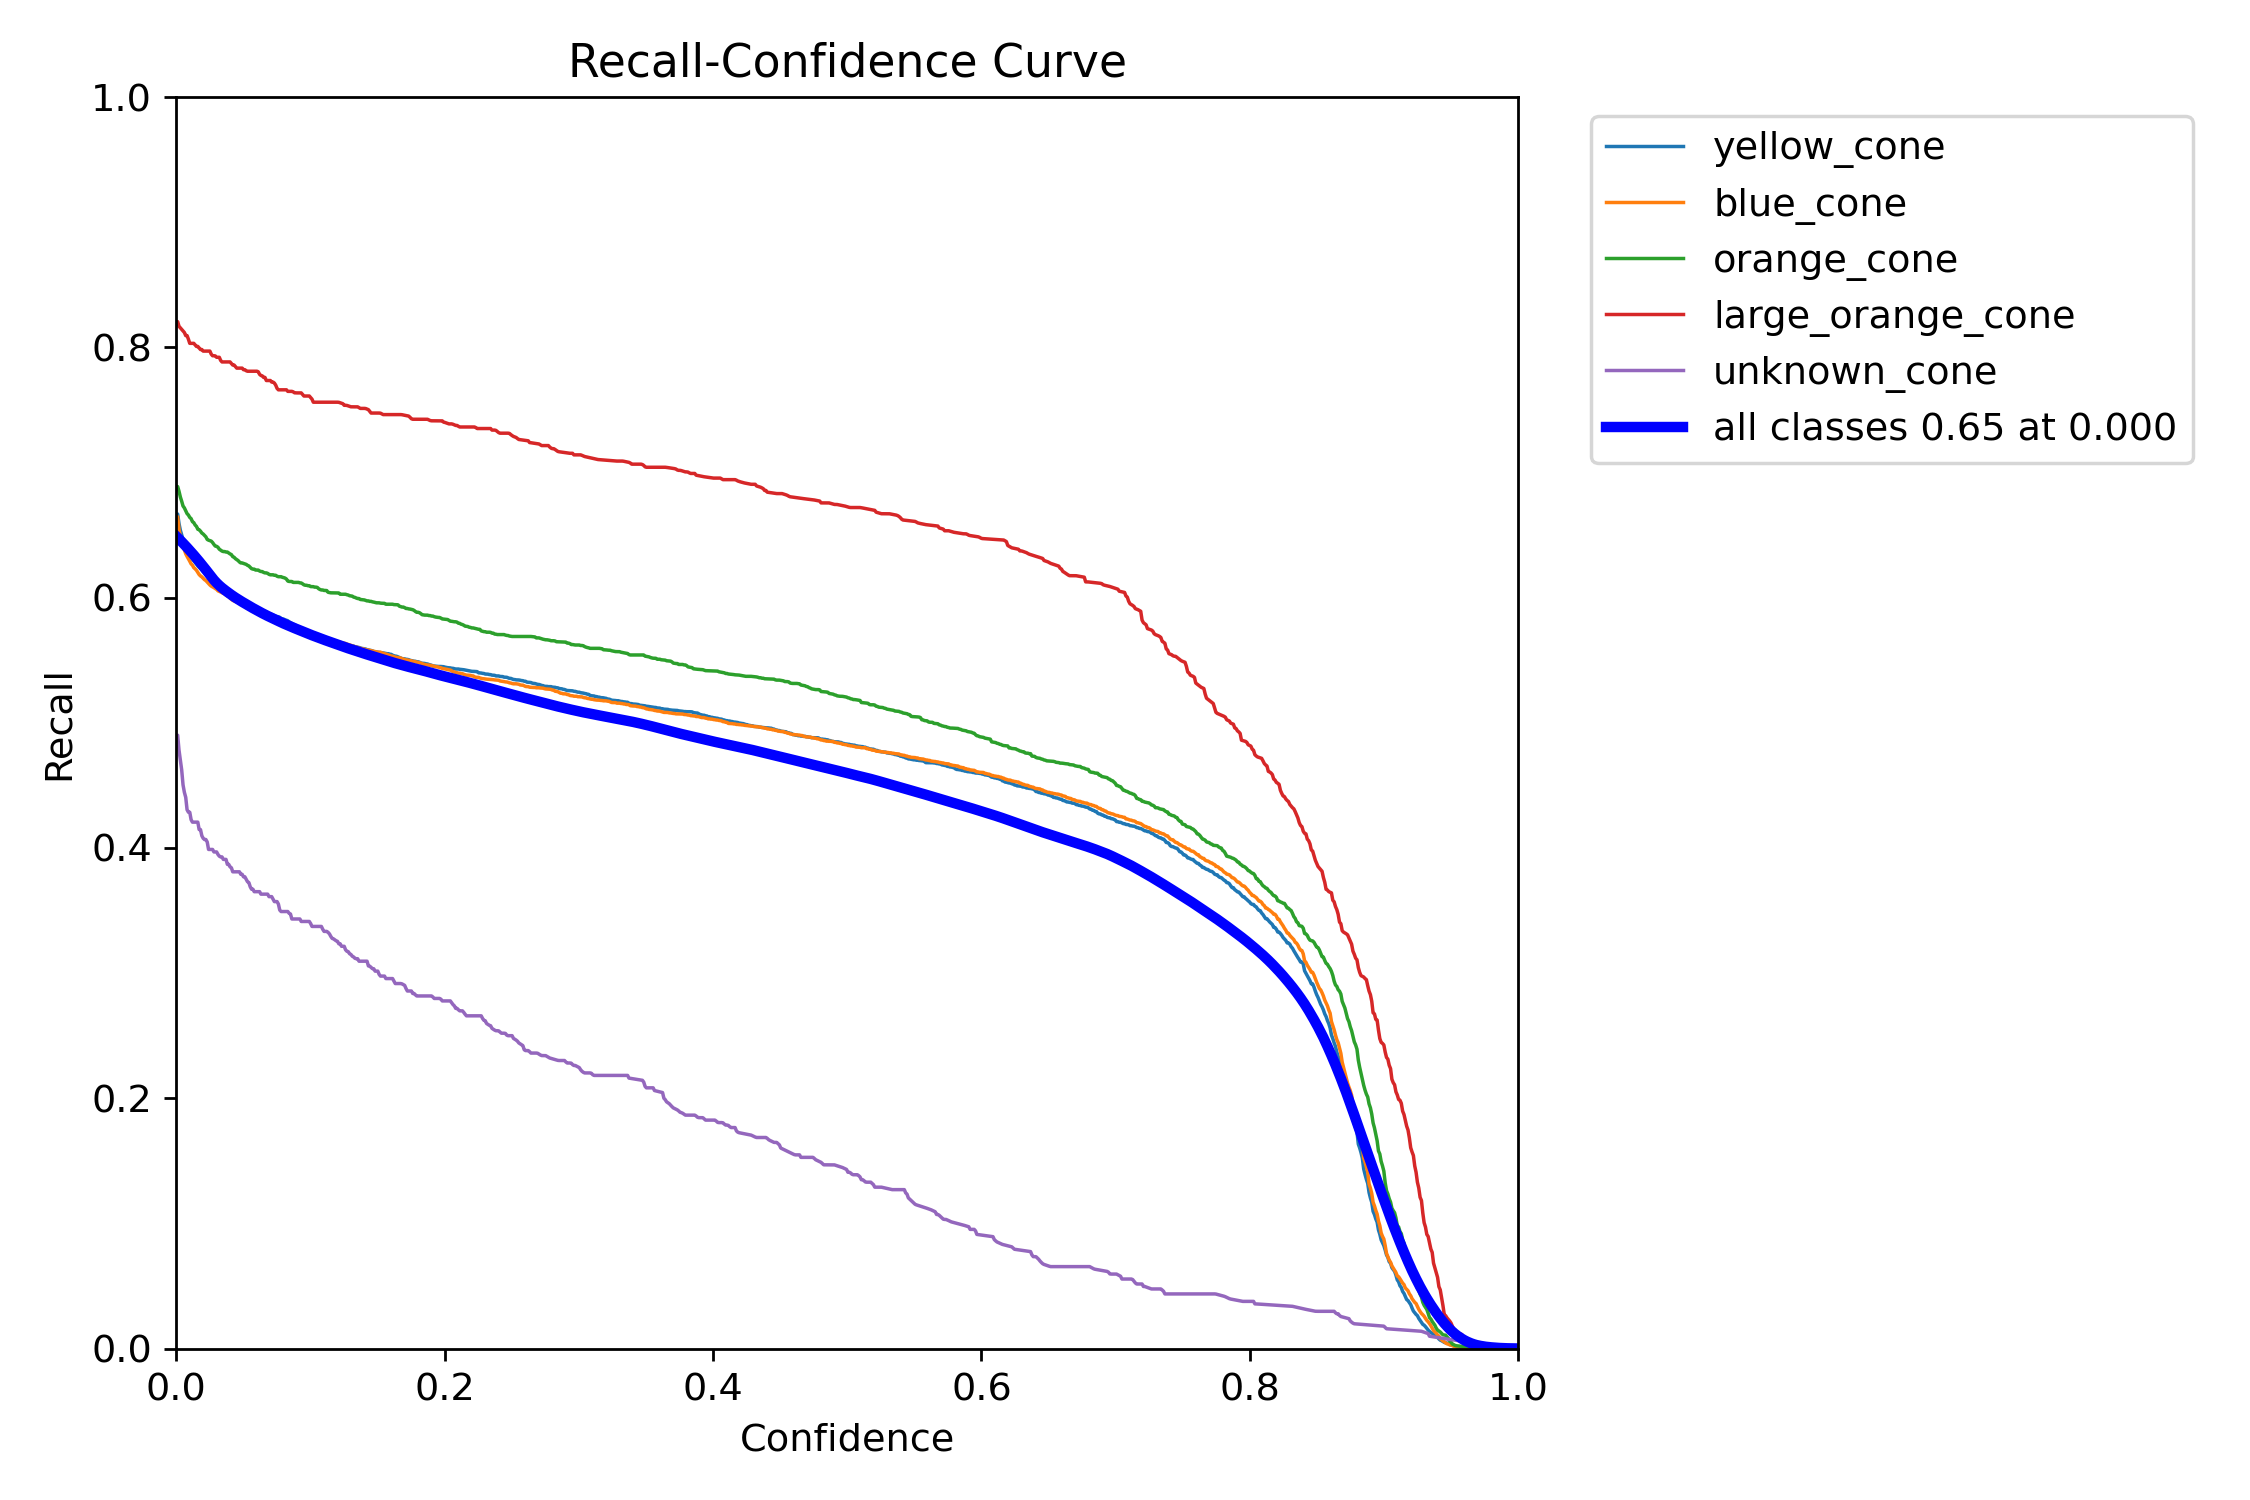 Recall-Confidence Curve
1.0
0.8
0.6
0.4
0.2
0.0
Recall
0.0 0.2 0.4 0.6 0.8 1.0
Confidence
yellow_cone
blue_cone
orange_cone
large_orange_cone
unknown_cone
all classes 0.65 at 0.000